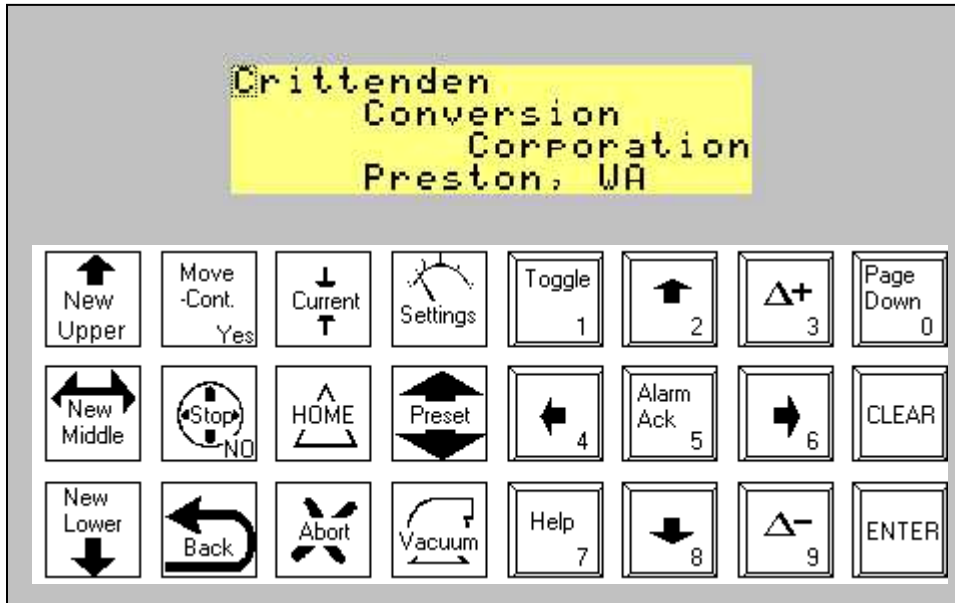 Crittenden
Conversion
Corporation
Preston, WA
New
Upper
Move
-Cont.
Yes
Current
Settings
Toggle
1
2
Δ+
3
Page
Down
0
New
Middle
Stop
NO
HOME
Preset
4
Alarm
Ack
5
6
CLEAR
New
Lower
Back
Abort
Vacuum
Help
7
8
Δ-
9
ENTER